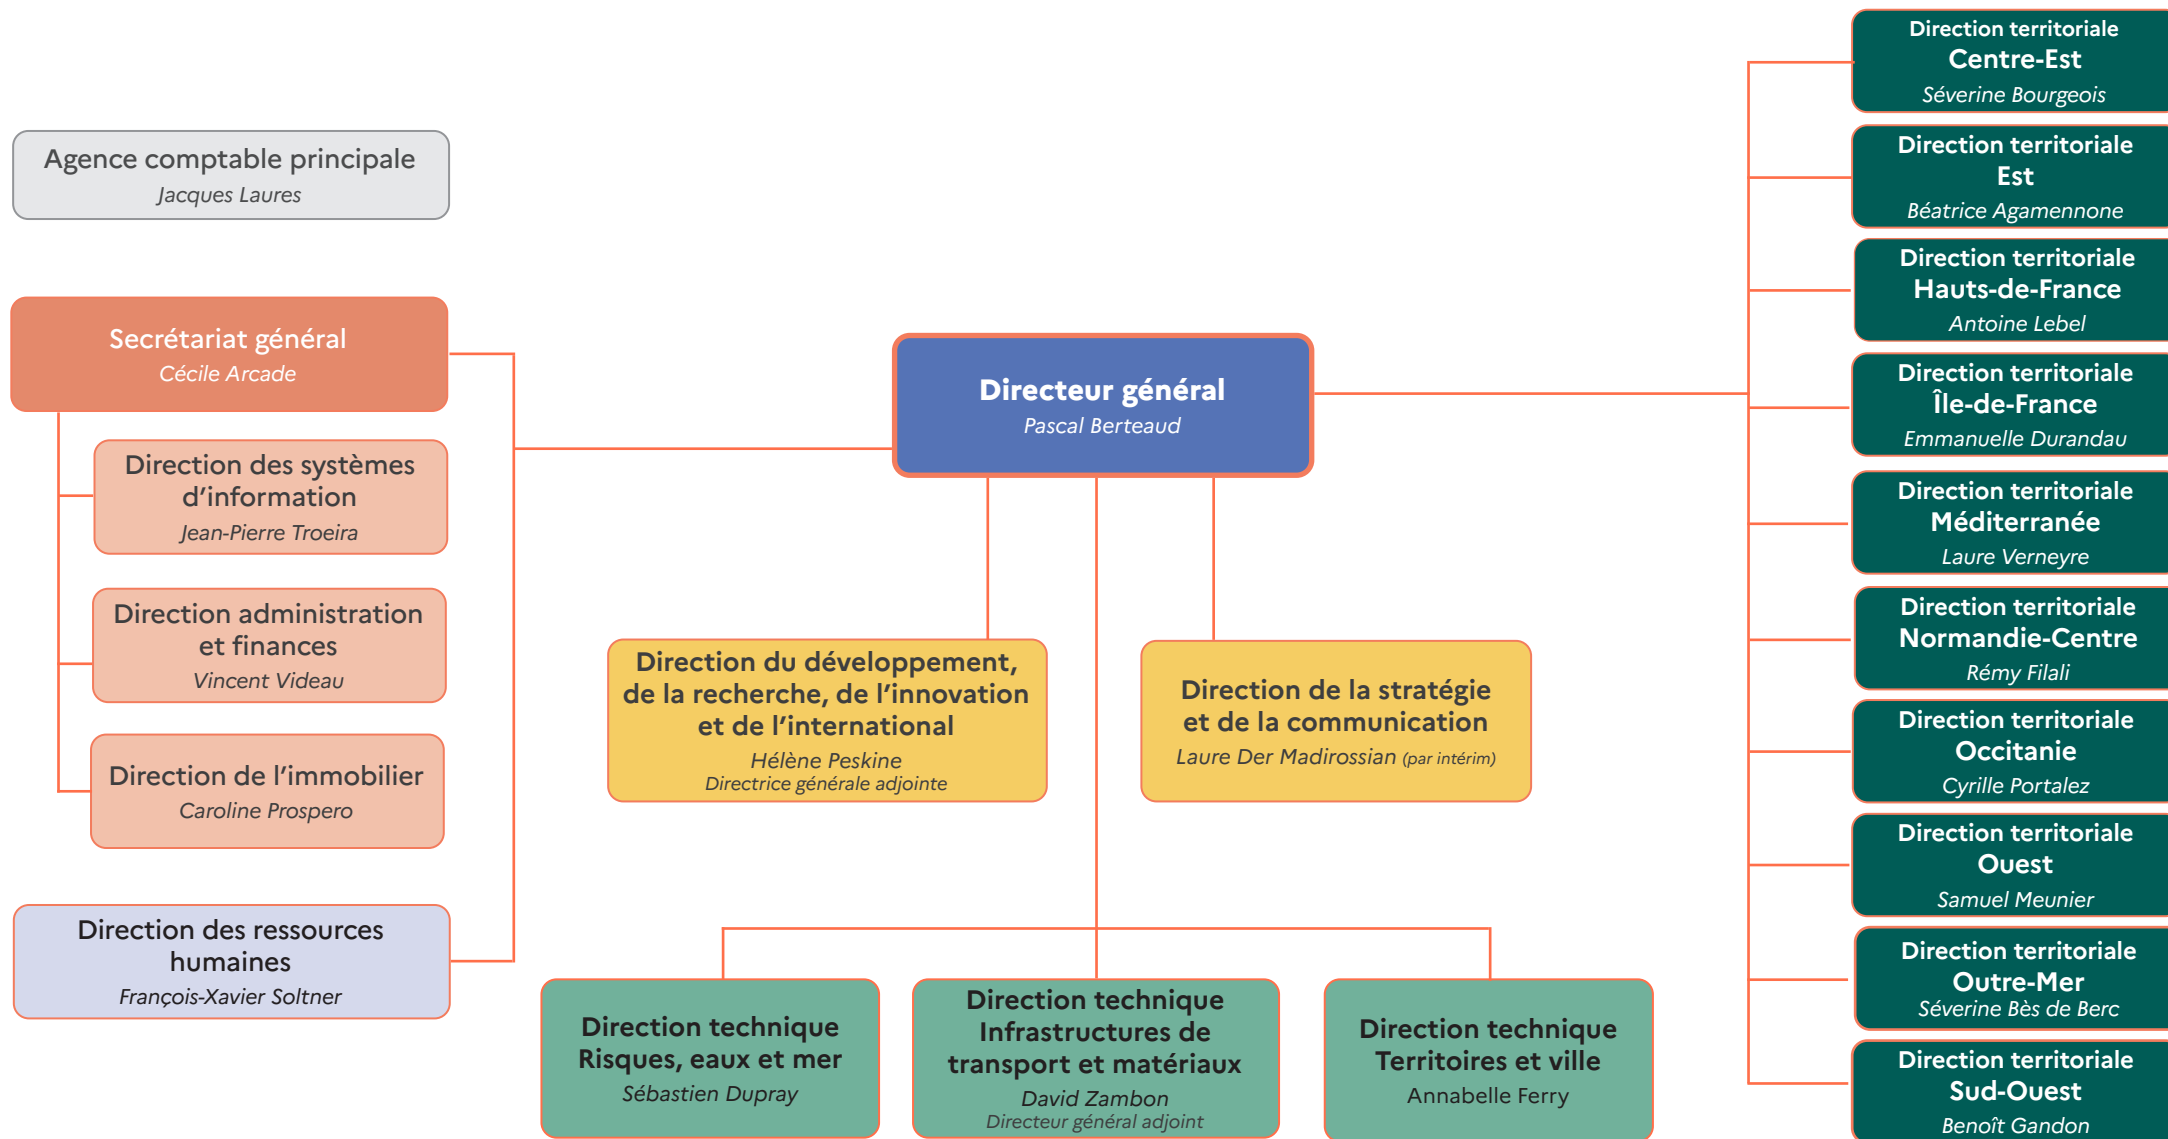 Agence comptable principale
Jacques Laures
Secrétariat général
Cécile Arcade
Direction des systèmes
d'information
Jean-Pierre Troeira
Direction administration
et finances
Vincent Videau
Direction de l'immobilier
Caroline Prospero
Direction des ressources
humaines
François-Xavier Soltner
Directeur général
Pascal Berteaud
Direction du développement,
de la recherche, de l'innovation
et de l'international
Hélène Peskine
Directrice générale adjointe
Direction de la stratégie
et de la communication
Laure Der Madirossian (par intérim)
Direction technique
Risques, eaux et mer
Sébastien Dupray
Direction technique
Infrastructures de
transport et matériaux
David Zambon
Directeur général adjoint
Direction technique
Territoires et ville
Annabelle Ferry
Direction territoriale
Centre-Est
Séverine Bourgeois
Direction territoriale
Est
Béatrice Agamennone
Direction territoriale
Hauts-de-France
Antoine Lebel
Direction territoriale
Île-de-France
Emmanuelle Durandau
Direction territoriale
Méditerranée
Laure Verneyre
Direction territoriale
Normandie-Centre
Rémy Filali
Direction territoriale
Occitanie
Cyrille Portalez
Direction territoriale
Ouest
Samuel Meunier
Direction territoriale
Outre-Mer
Séverine Bès de Berc
Direction territoriale
Sud-Ouest
Benoît Gandon